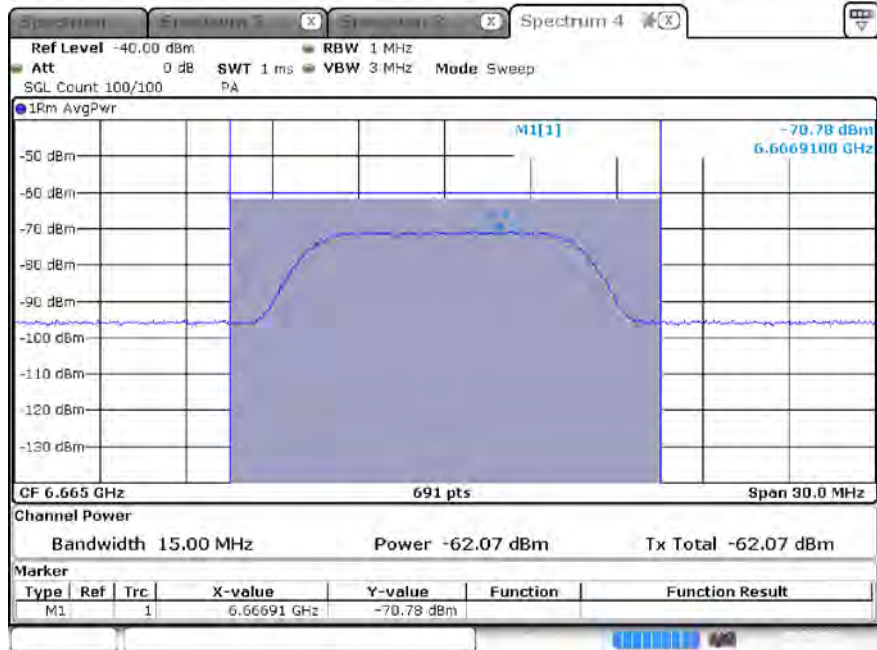 Spectrum Spectrum 3 X Spectrum 2 X Spectrum 4 X
Ref Level -40.00 dBm RBW 1 MHz
Att 0 dB SWT 1 ms VBW 3 MHz Mode Sweep
SGL Count 100/100 PA
1Rm AvgPwr
M1[1] -70.78 dBm
6.6669100 GHz
-50 dBm
-60 dBm
-70 dBm
-80 dBm
-90 dBm
-100 dBm
-110 dBm
-120 dBm
-130 dBm
CF 6.665 GHz 691 pts Span 30.0 MHz
Channel Power
Bandwidth 15.00 MHz Power -62.07 dBm Tx Total -62.07 dBm
Marker
Type Ref Trc X-value Y-value Function Function Result
M1 1 6.66691 GHz -70.78 dBm